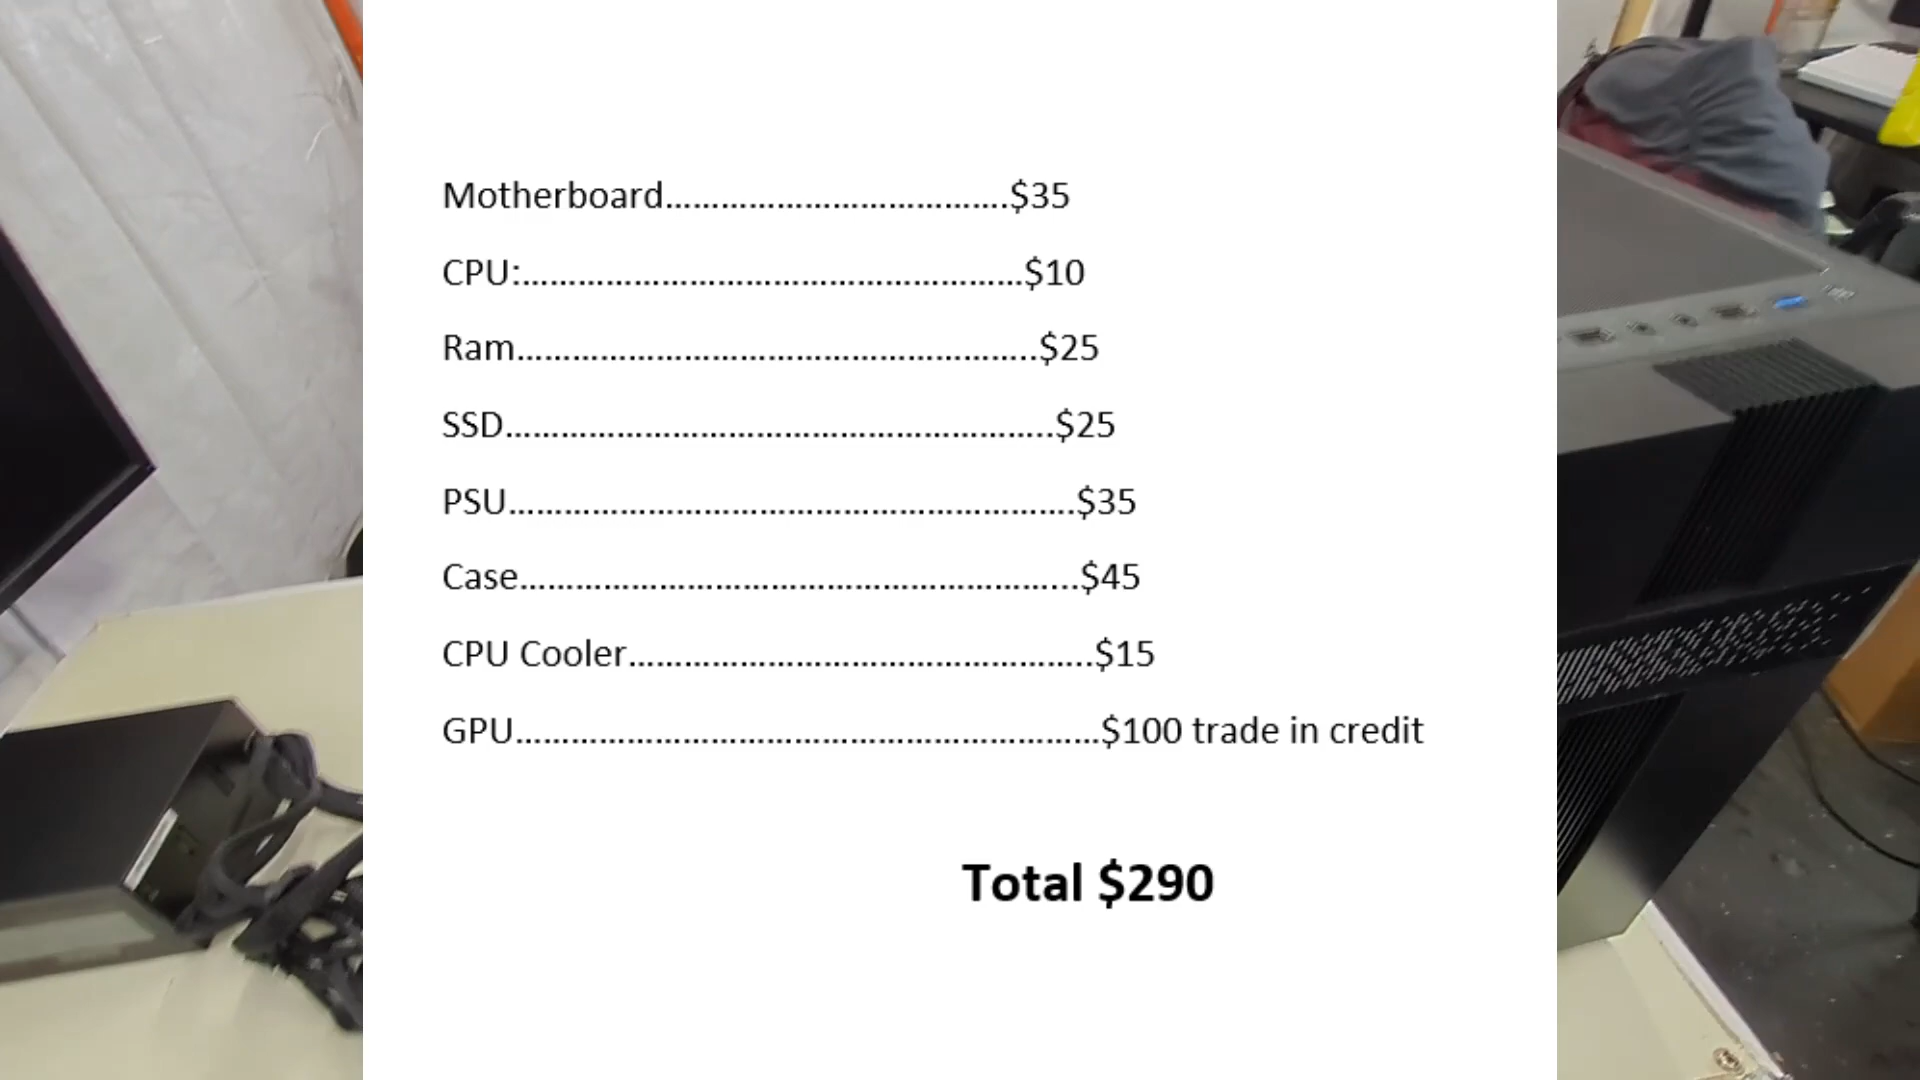 Motherboard......................................$35
CPU:......................................................$10
Ram.........................................................$25
SSD............................................................$25
PSU..............................................................$35
Case.............................................................$45
CPU Cooler...................................................$15
GPU................................................................$100 trade in credit
Total $290